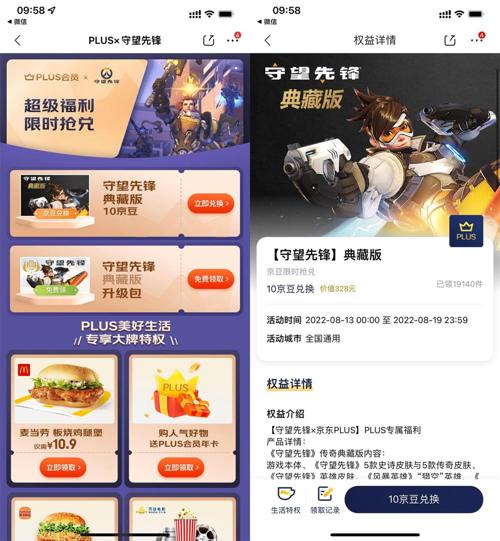 09:58
微信
PLUS×守望先锋
PLUS会员 × 守望先锋
超级福利
限时抢兑
守望先锋
典藏版
10京豆
京豆兑换
立即兑换
守望先锋
典藏版
升级包
免费领
免费领取
PLUS美好生活
专享大牌特权
麦当劳 板烧鸡腿堡
仅需¥10.9
立即领取
PLUS
购人气好物
送PLUS会员年卡
立即领取
09:58
微信
权益详情
4
守望先锋
典藏版
PLUS
【守望先锋】典藏版
京豆限时抢兑
10京豆兑换 价值328元
已领19140件
活动时间 2022-08-13 00:00 至 2022-08-19 23:59
活动城市 全国通用
权益详情
权益介绍
【守望先锋×京东PLUS】PLUS专属福利
产品详情:
《守望先锋》传奇典藏版内容:
游戏本体、《守望先锋》5款史诗皮肤与5款传奇皮肤、
《守望先锋》英雄皮肤、《风暴英雄》“猎空”英雄、《
生活特权
领取记录
10京豆兑换